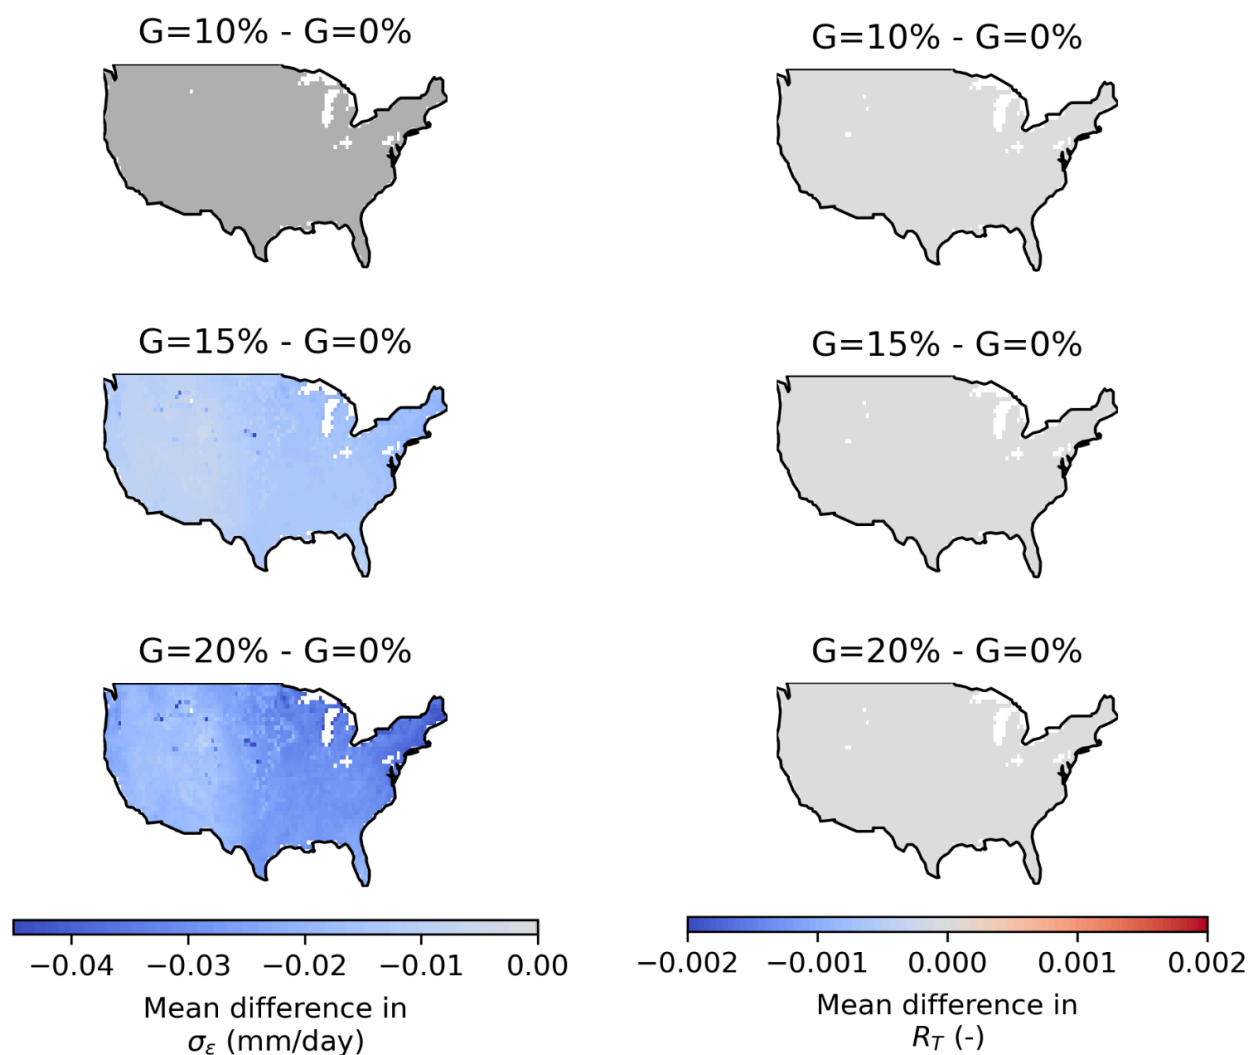 G=10% - G=0%
G=10% - G=0%
G=15% - G=0%
G=15% - G=0%
G=20% - G=0%
G=20% - G=0%
−0.04 −0.03 −0.02 −0.01 0.00
Mean difference in
σ_ε (mm/day)
−0.002 −0.001 0.000 0.001 0.002
Mean difference in
R_T (-)